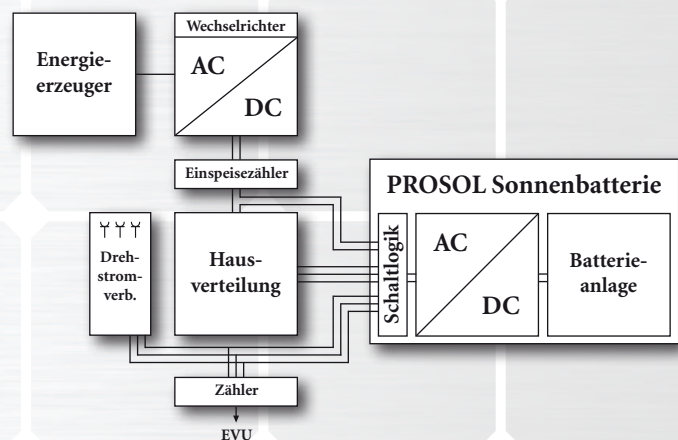 Wechselrichter
Energie-
erzeuger
AC
DC
Einspeisezähler
PROSOL Sonnenbatterie
Dreh-
strom-
verb.
Haus-
verteilung
Schaltlogik
AC
DC
Batterie-
anlage
Zähler
EVU